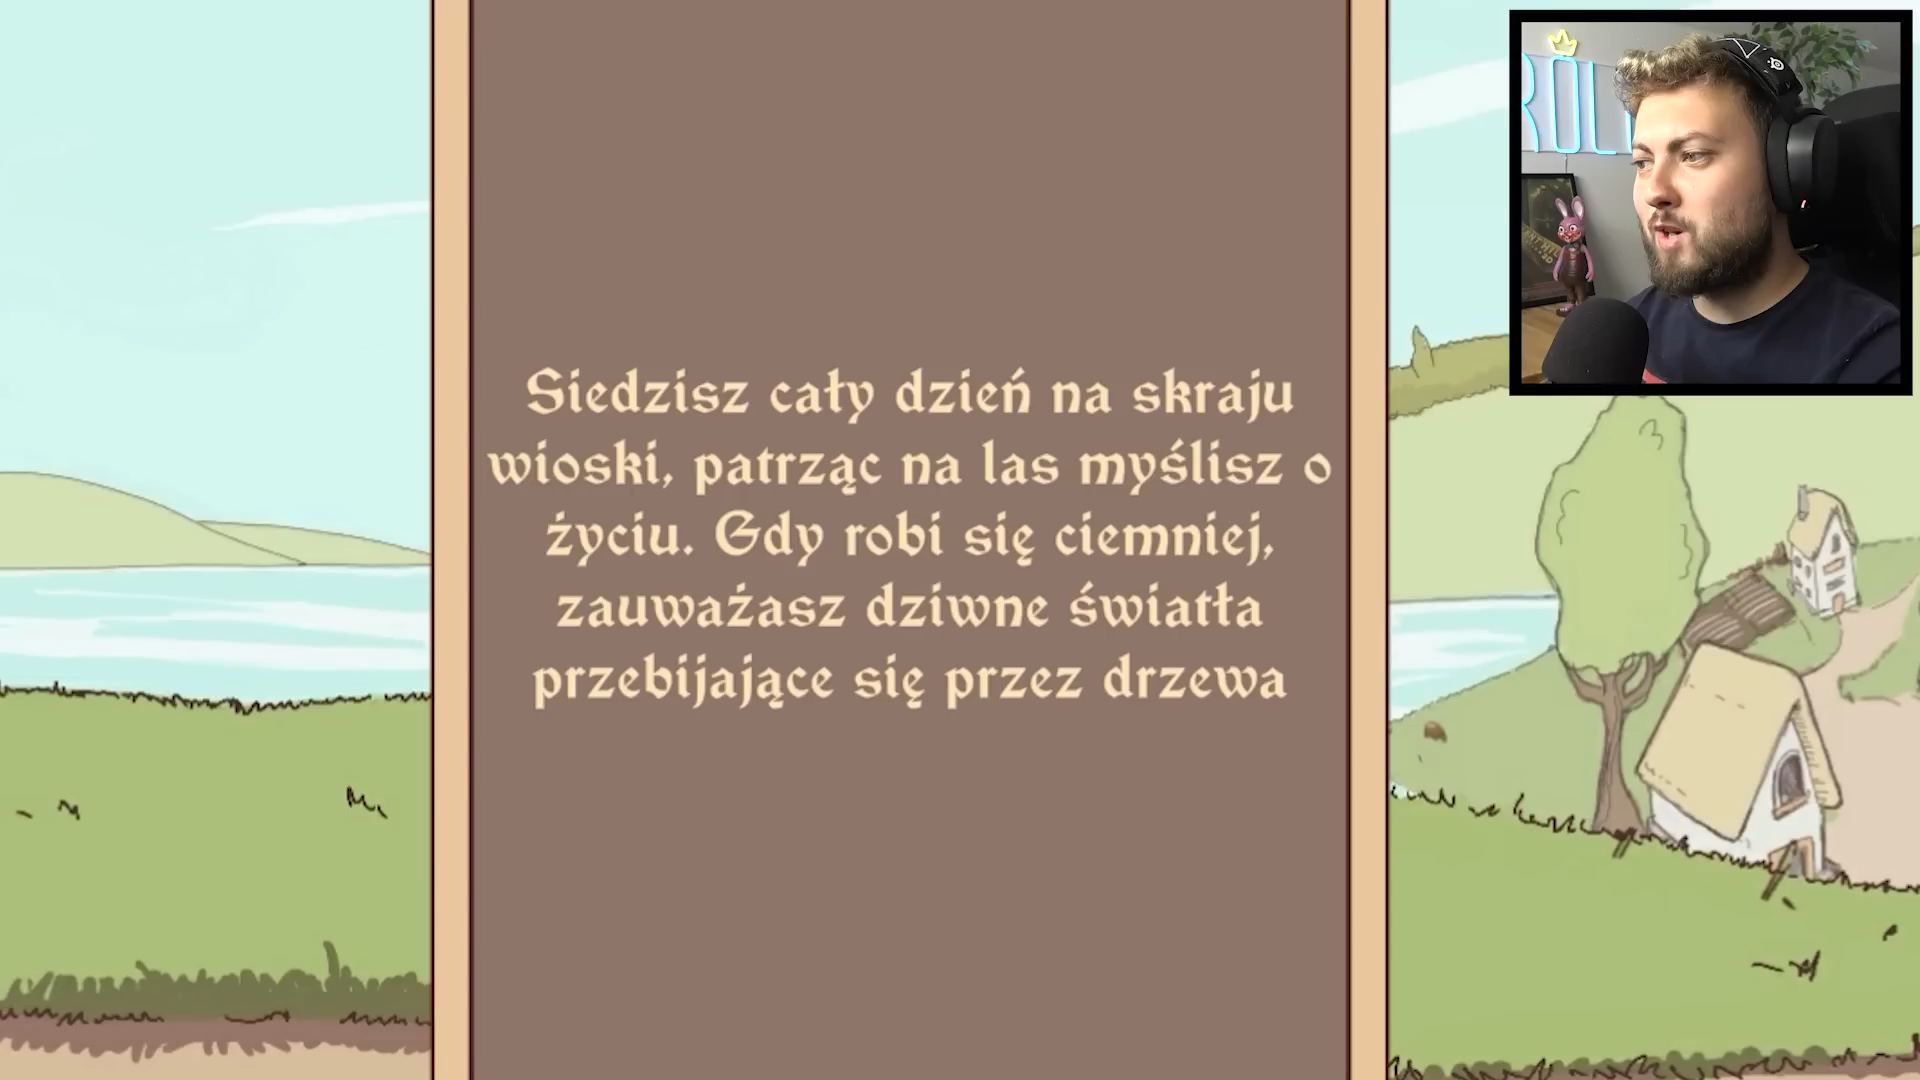 Siedzisz cały dzień na skraju
wioski, patrząc na las myślisz o
życiu. Gdy robi się ciemniej,
zauważasz dziwne światła
przebijające się przez drzewa
RÓL